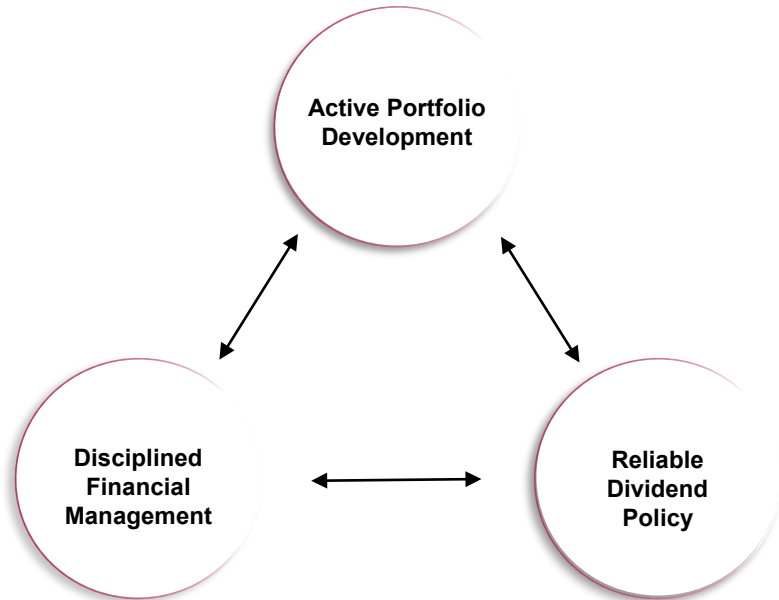 Active Portfolio
Development
Disciplined
Financial
Management
Reliable
Dividend
Policy